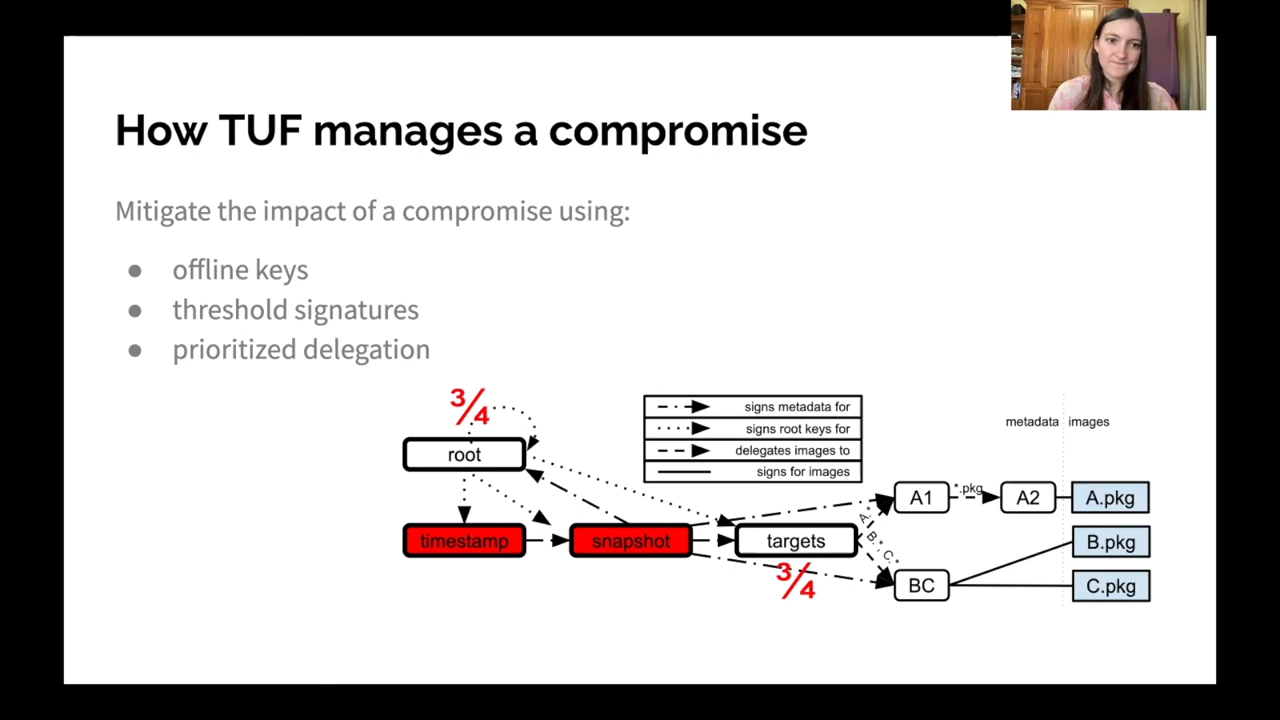 How TUF manages a compromise
Mitigate the impact of a compromise using:
● offline keys
● threshold signatures
● prioritized delegation
3/4
root
signs metadata for
signs root keys for
delegates images to
signs for images
metadata images
timestamp
snapshot
targets
3/4
A.*
B.*, C.*
A1
*.pkg
A2
A.pkg
B.pkg
BC
C.pkg